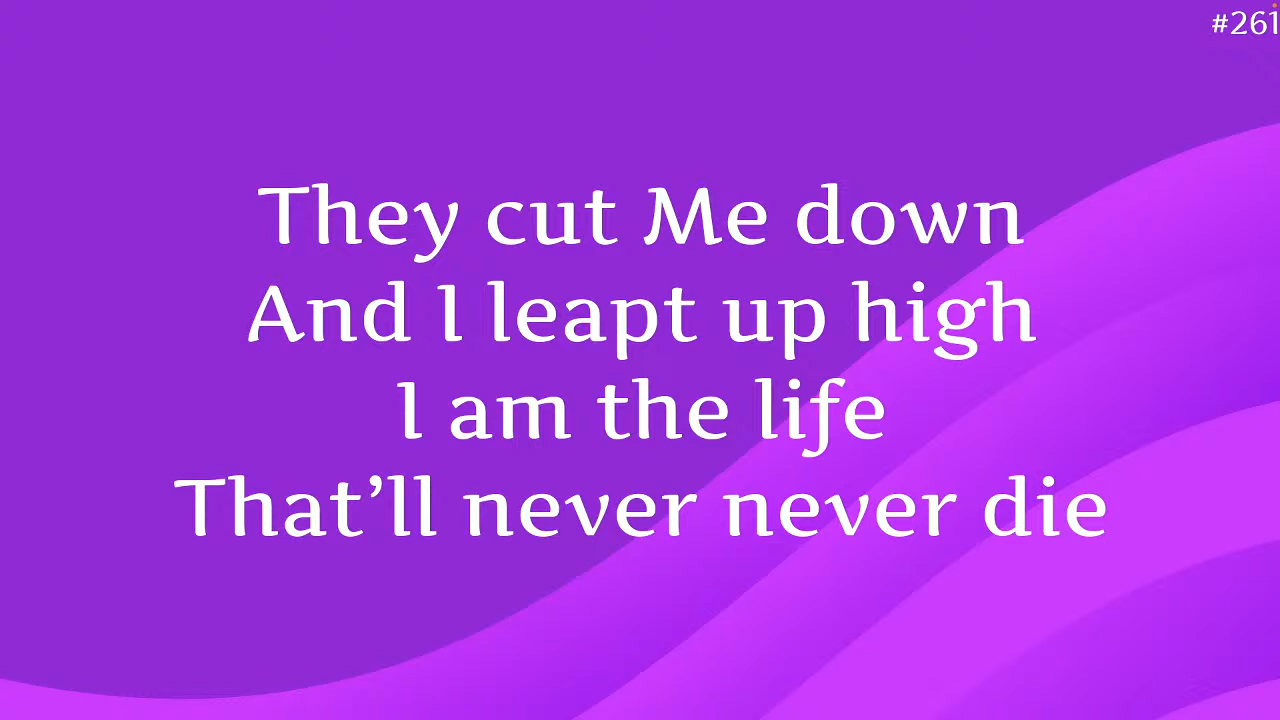 #261
They cut Me down
And I leapt up high
I am the life
That’ll never never die